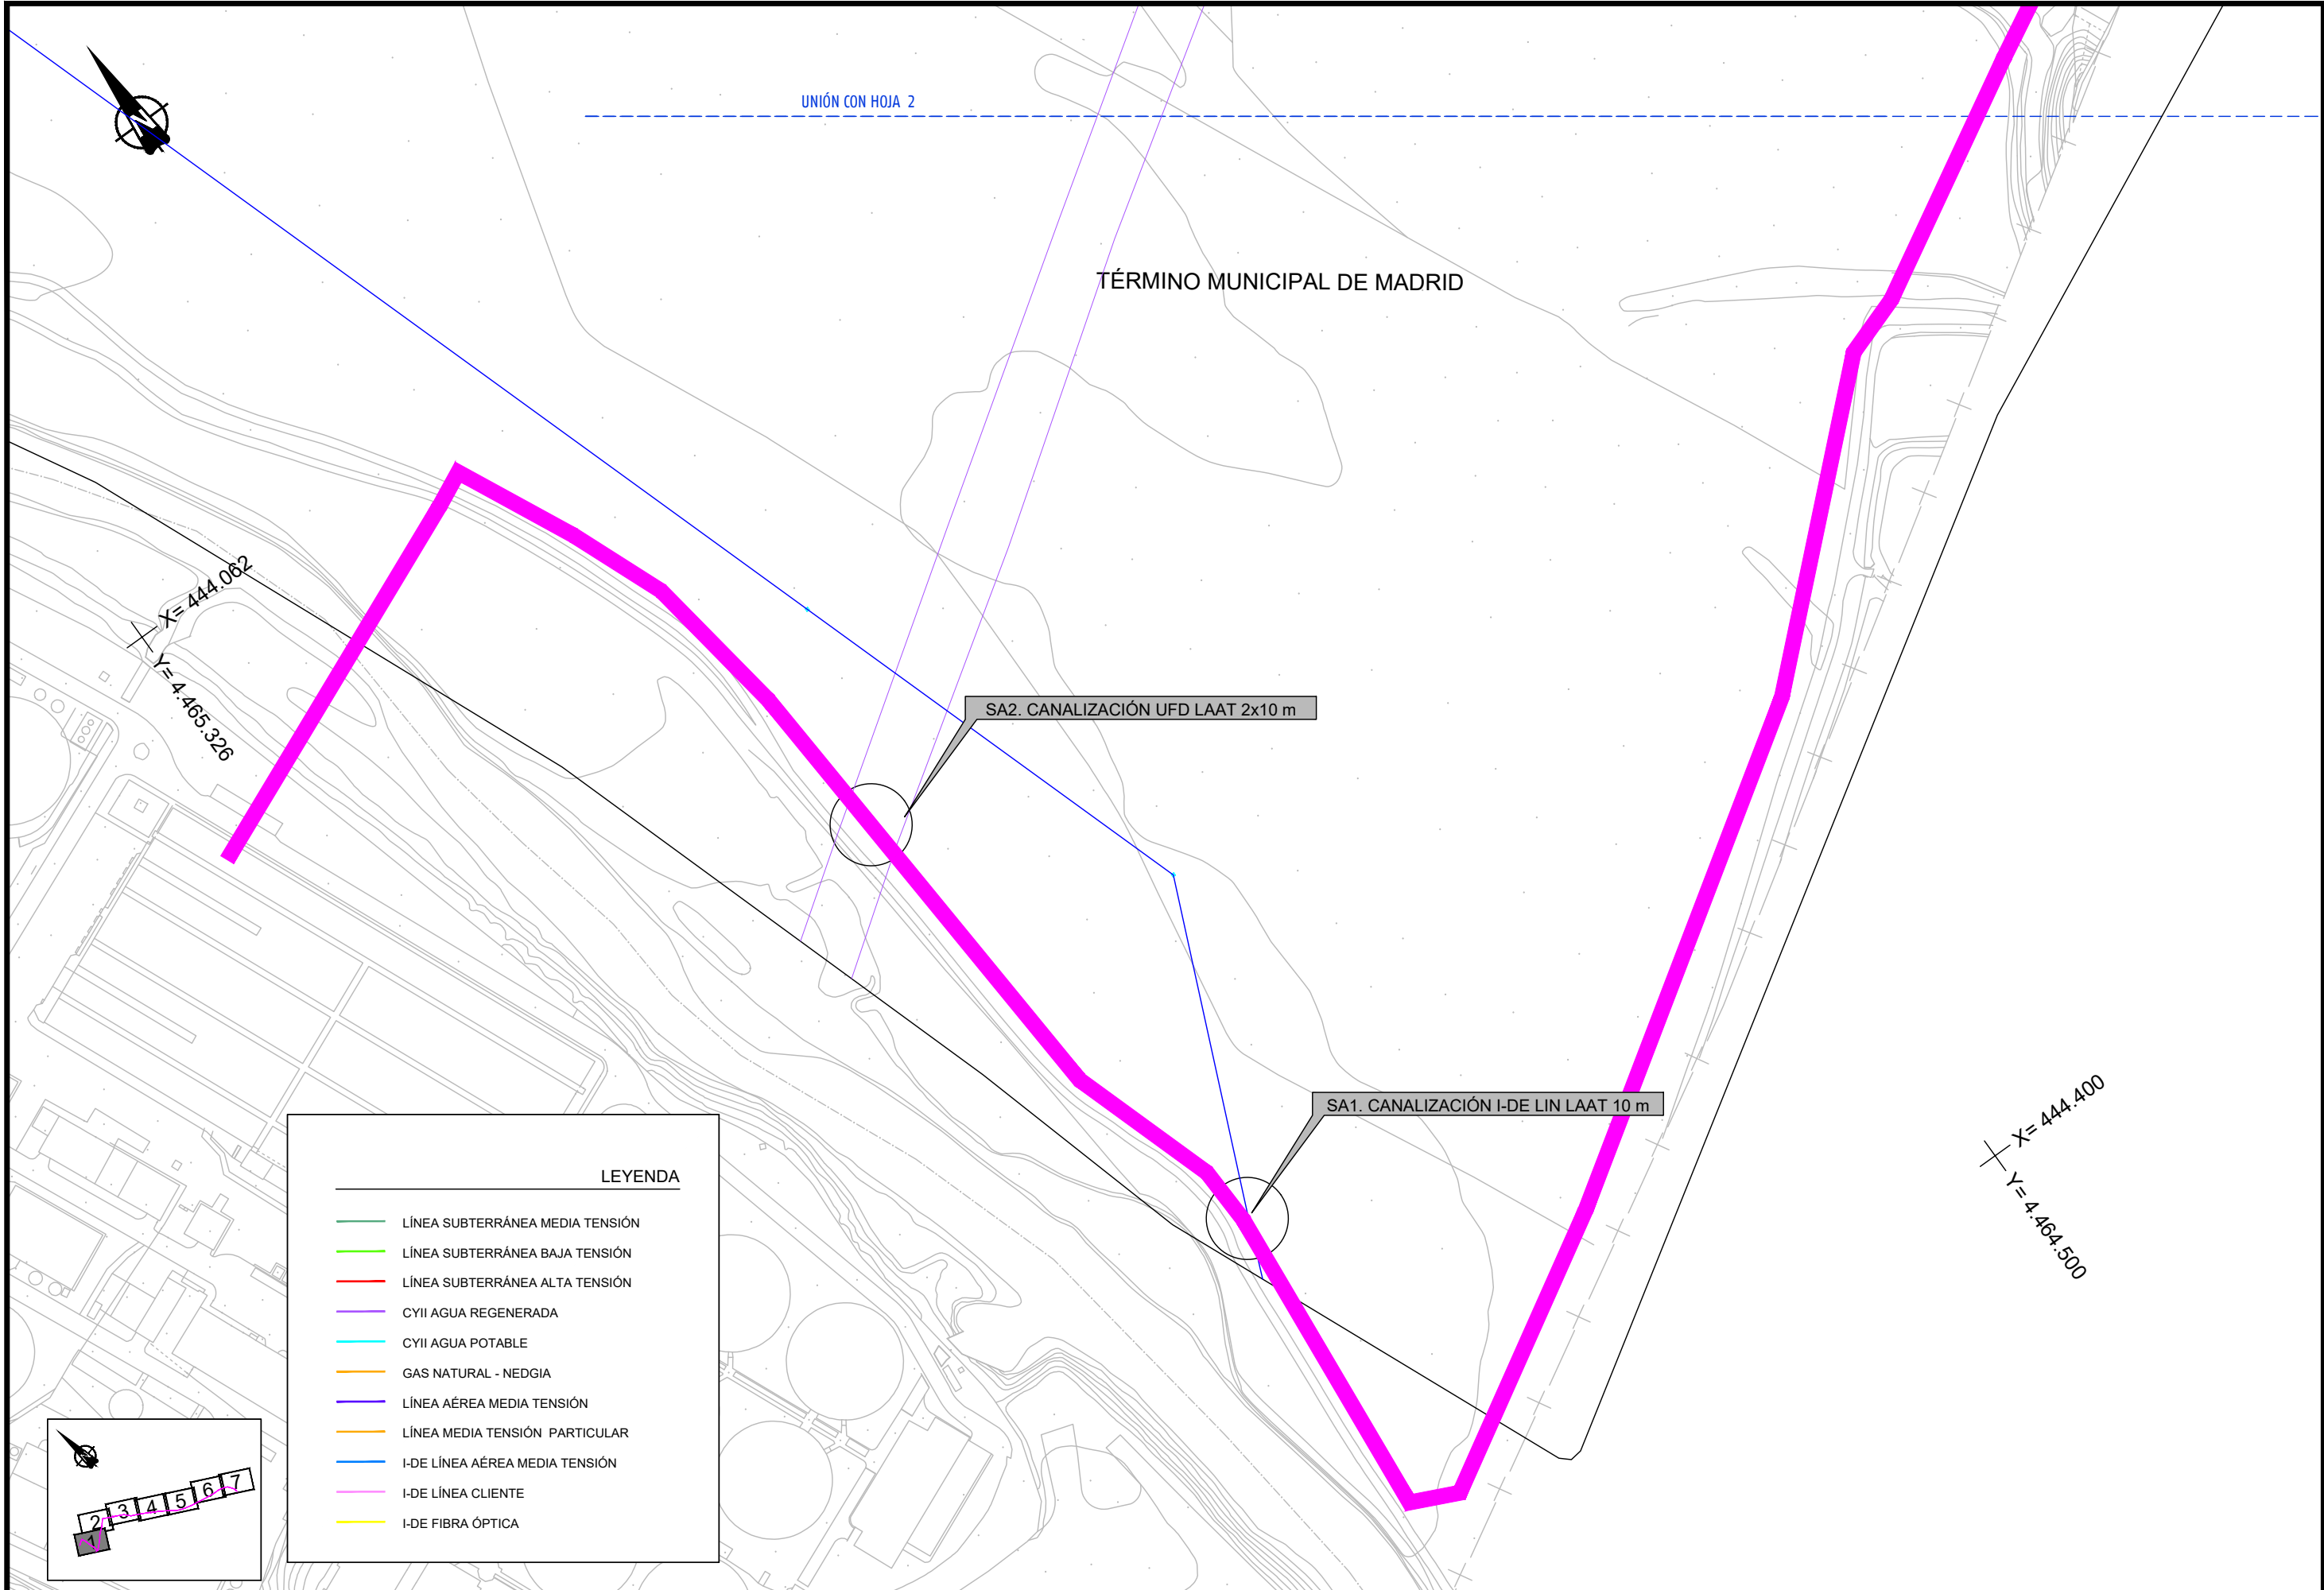 UNIÓN CON HOJA 2
TÉRMINO MUNICIPAL DE MADRID
X= 444.062
Y= 4.465.326
SA2. CANALIZACIÓN UFD LAAT 2x10 m
SA1. CANALIZACIÓN I-DE LIN LAAT 10 m
X= 444.400
Y= 4.464.500
LEYENDA
LÍNEA SUBTERRÁNEA MEDIA TENSIÓN
LÍNEA SUBTERRÁNEA BAJA TENSIÓN
LÍNEA SUBTERRÁNEA ALTA TENSIÓN
CYII AGUA REGENERADA
CYII AGUA POTABLE
GAS NATURAL - NEDGIA
LÍNEA AÉREA MEDIA TENSIÓN
LÍNEA MEDIA TENSIÓN PARTICULAR
I-DE LÍNEA AÉREA MEDIA TENSIÓN
I-DE LÍNEA CLIENTE
I-DE FIBRA ÓPTICA
1 2 3 4 5 6 7